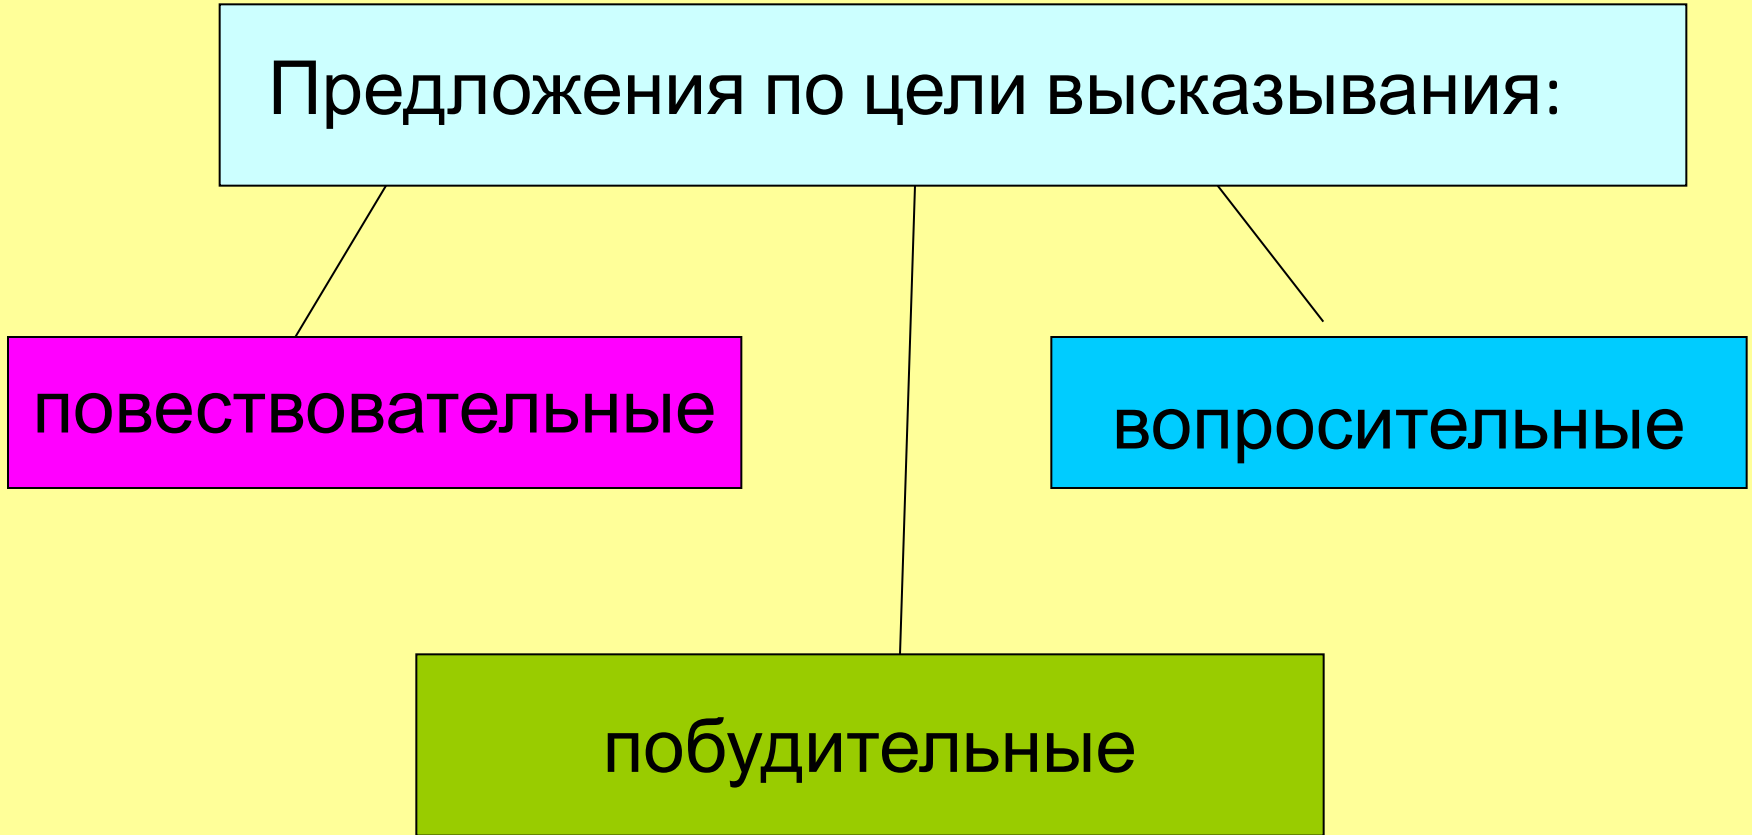 Предложения по цели высказывания:
повествовательные
вопросительные
побудительные